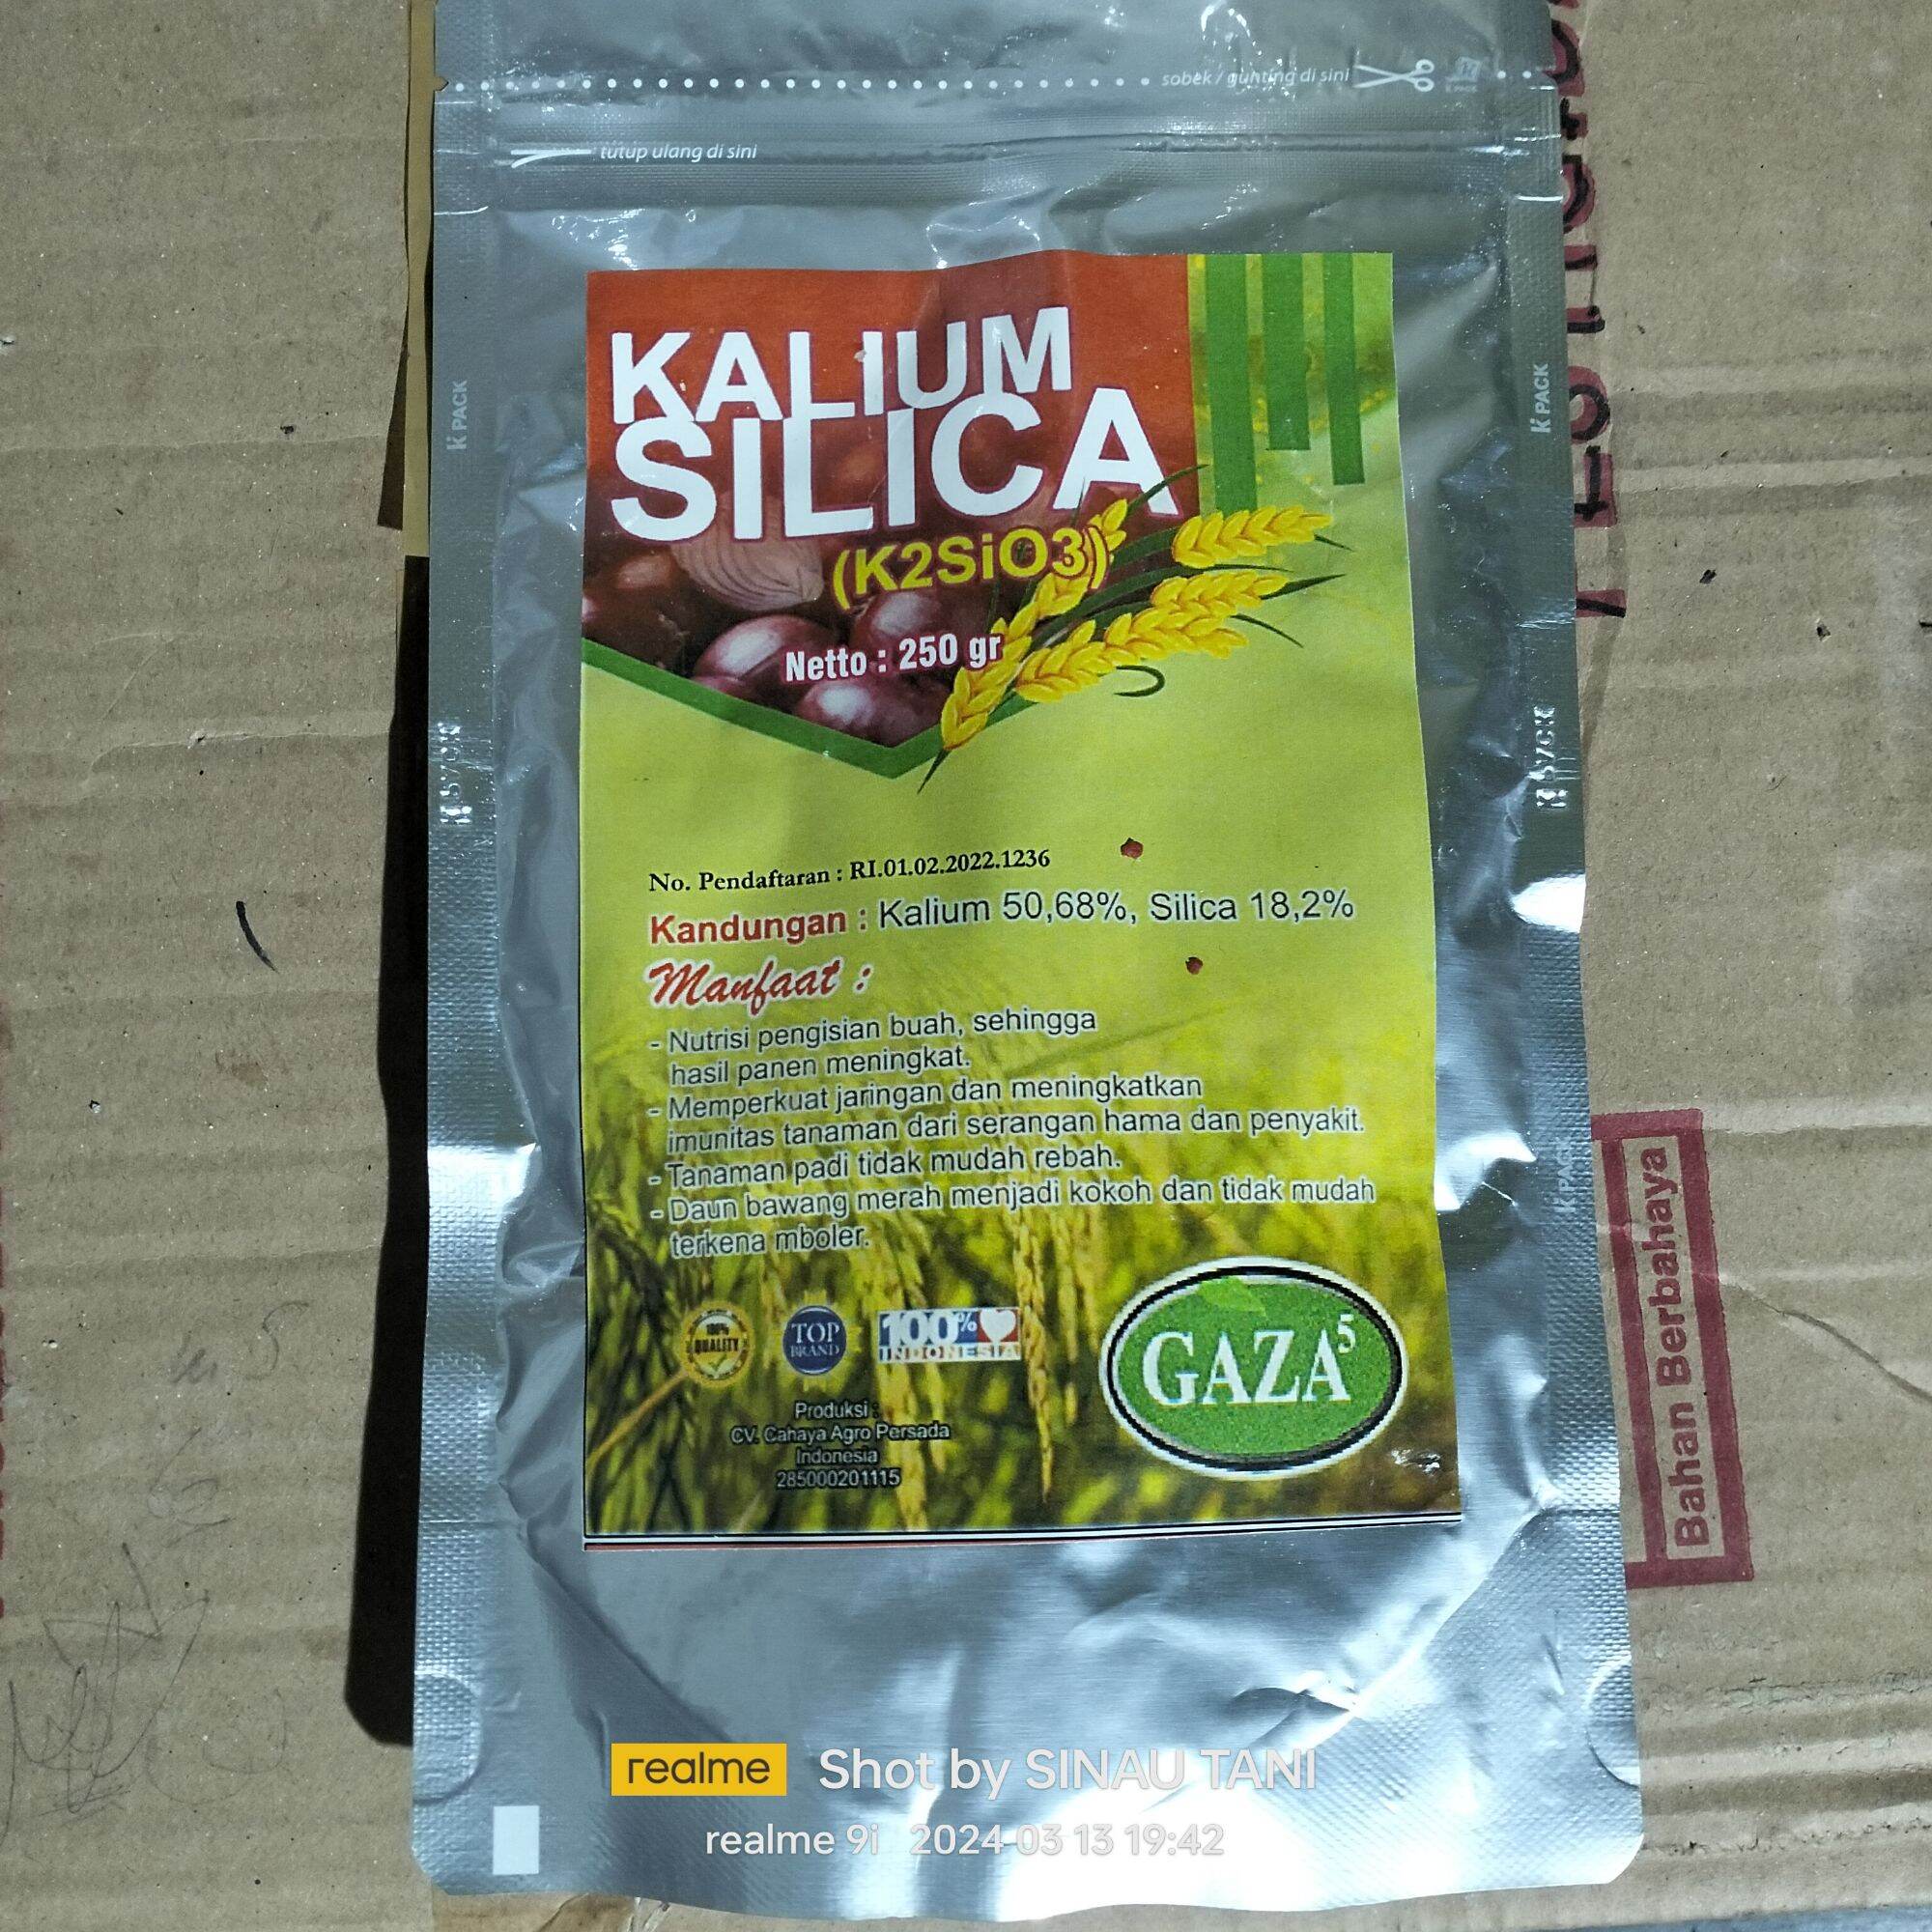 sobek / gunting di sini
tutup ulang di sini
K PACK
K PACK
KALIUM
SILICA
(K2SiO3)
Netto : 250 gr
No. Pendaftaran : RI.01.02.2022.1236
Kandungan : Kalium 50,68%, Silica 18,2%
Manfaat :
- Nutrisi pengisian buah, sehingga
hasil panen meningkat.
- Memperkuat jaringan dan meningkatkan
imunitas tanaman dari serangan hama dan penyakit.
- Tanaman padi tidak mudah rebah.
- Daun bawang merah menjadi kokoh dan tidak mudah
terkena mboler.
100%
QUALITY
TOP
BRAND
100%
INDONESIA
GAZA5
Produksi :
CV. Cahaya Agro Persada
Indonesia
285000201115
K PACK
Bahan Berbahaya
realme Shot by SINAU TANI
realme 9i 2024 03 13 19:42